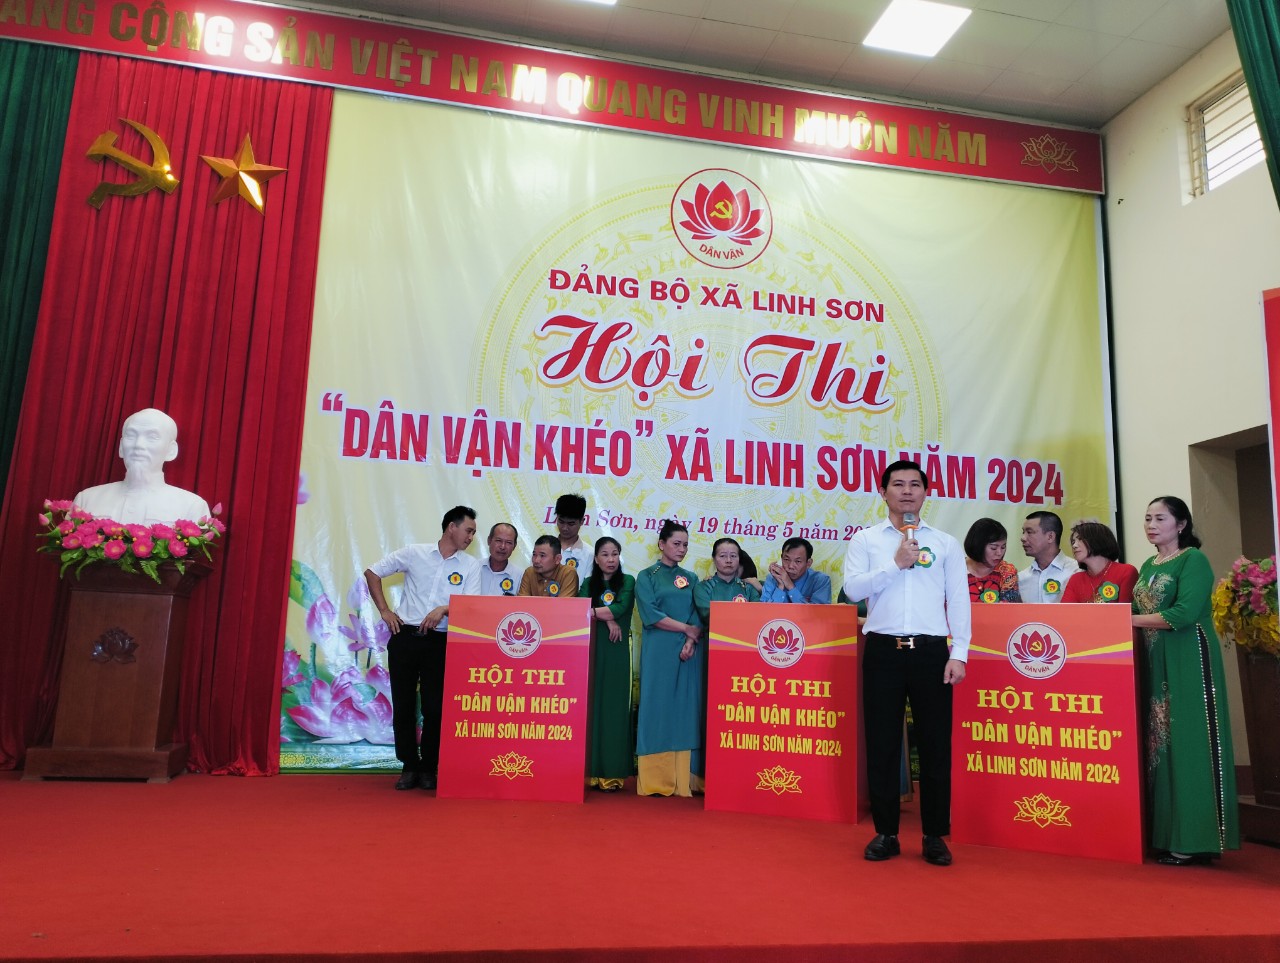 ĐẢNG CỘNG SẢN VIỆT NAM QUANG VINH MUÔN NĂM
DÂN VẬN
ĐẢNG BỘ XÃ LINH SƠN
Hội Thi
“DÂN VẬN KHÉO” XÃ LINH SƠN NĂM 2024
Sơn, ngày 19 tháng 5 năm
DÂN VẬN
HỘI THI
“DÂN VẬN KHÉO”
XÃ LINH SƠN NĂM 2024
DÂN VẬN
HỘI THI
“DÂN VẬN KHÉO”
XÃ LINH SƠN NĂM 2024
DÂN VẬN
HỘI THI
“DÂN VẬN KHÉO”
XÃ LINH SƠN NĂM 2024